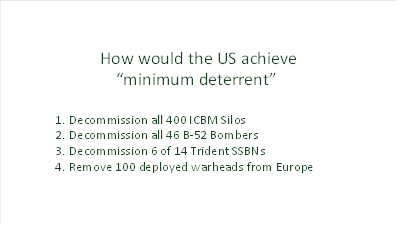 How would the US achieve
“minimum deterrent”
1. Decommission all 400 ICBM Silos
2. Decommission all 46 B-52 Bombers
3. Decommission 6 of 14 Trident SSBNs
4. Remove 100 deployed warheads from Europe